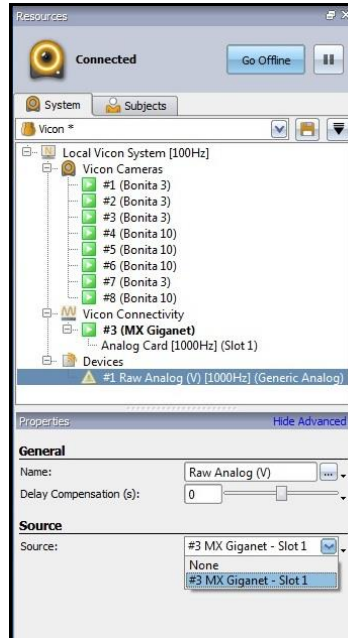 Resources
Connected
Go Offline
System
Subjects
Vicon *
Local Vicon System [100Hz]
Vicon Cameras
#1 (Bonita 3)
#2 (Bonita 3)
#3 (Bonita 3)
#4 (Bonita 10)
#5 (Bonita 10)
#6 (Bonita 10)
#7 (Bonita 3)
#8 (Bonita 10)
Vicon Connectivity
#3 (MX Giganet)
Analog Card [1000Hz] (Slot 1)
Devices
#1 Raw Analog (V) [1000Hz] (Generic Analog)
Properties Hide Advanced
General
Name: Raw Analog (V) ...
Delay Compensation (s): 0
Source
Source: #3 MX Giganet - Slot 1
None
#3 MX Giganet - Slot 1